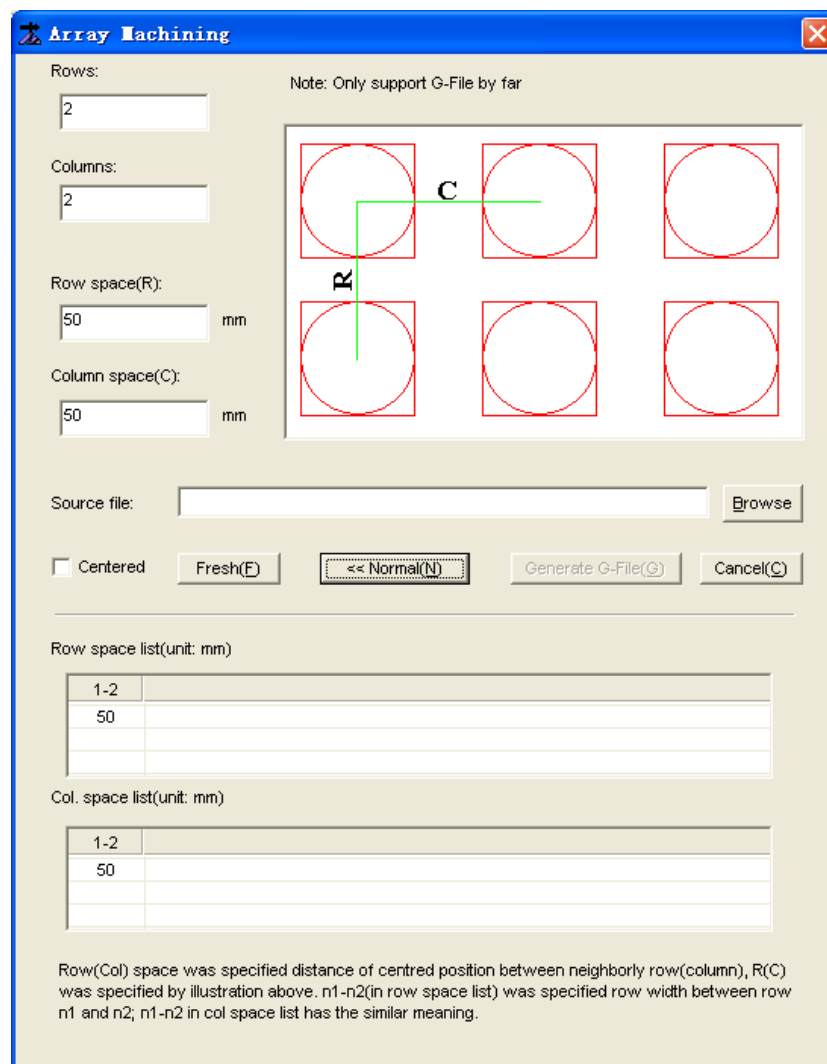 Array Machining
Rows:
Note: Only support G-File by far
2
Columns:
2
C
R
Row space(R):
50 mm
Column space(C):
50 mm
Source file:
Browse
Centered
Fresh(F)
<< Normal(N)
Generate G-File(G)
Cancel(C)
Row space list(unit: mm)
1-2
50
Col. space list(unit: mm)
1-2
50
Row(Col) space was specified distance of centred position between neighborly row(column), R(C)
was specified by illustration above. n1-n2(in row space list) was specified row width between row
n1 and n2; n1-n2 in col space list has the similar meaning.